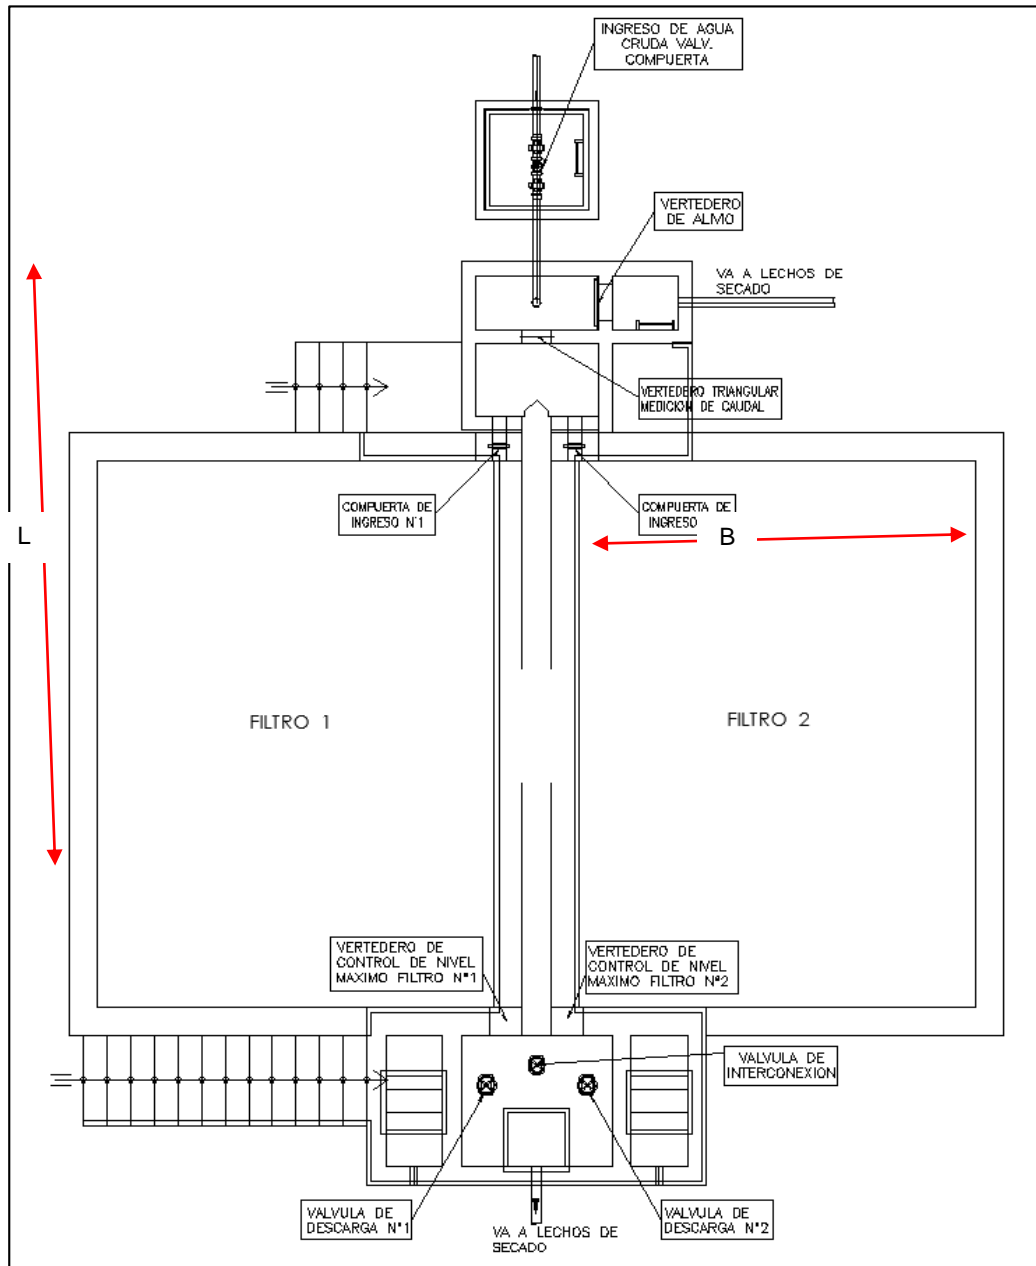 INGRESO DE AGUA
CRUDA VALV.
COMPUERTA
VERTEDERO
DE ALMO
VA A LECHOS DE
SECADO
VERTEDERO TRIANGULAR
MEDICION DE CAUDAL
COMPUERTA DE
INGRESO N°1
COMPUERTA DE
INGRESO
L
B
FILTRO 1
FILTRO 2
VERTEDERO DE
CONTROL DE NIVEL
MAXIMO FILTRO N°1
VERTEDERO DE
CONTROL DE NIVEL
MAXIMO FILTRO N°2
VALVULA DE
INTERCONEXION
VALVULA DE
DESCARGA N°1
VA A LECHOS DE
SECADO
VALVULA DE
DESCARGA N°2